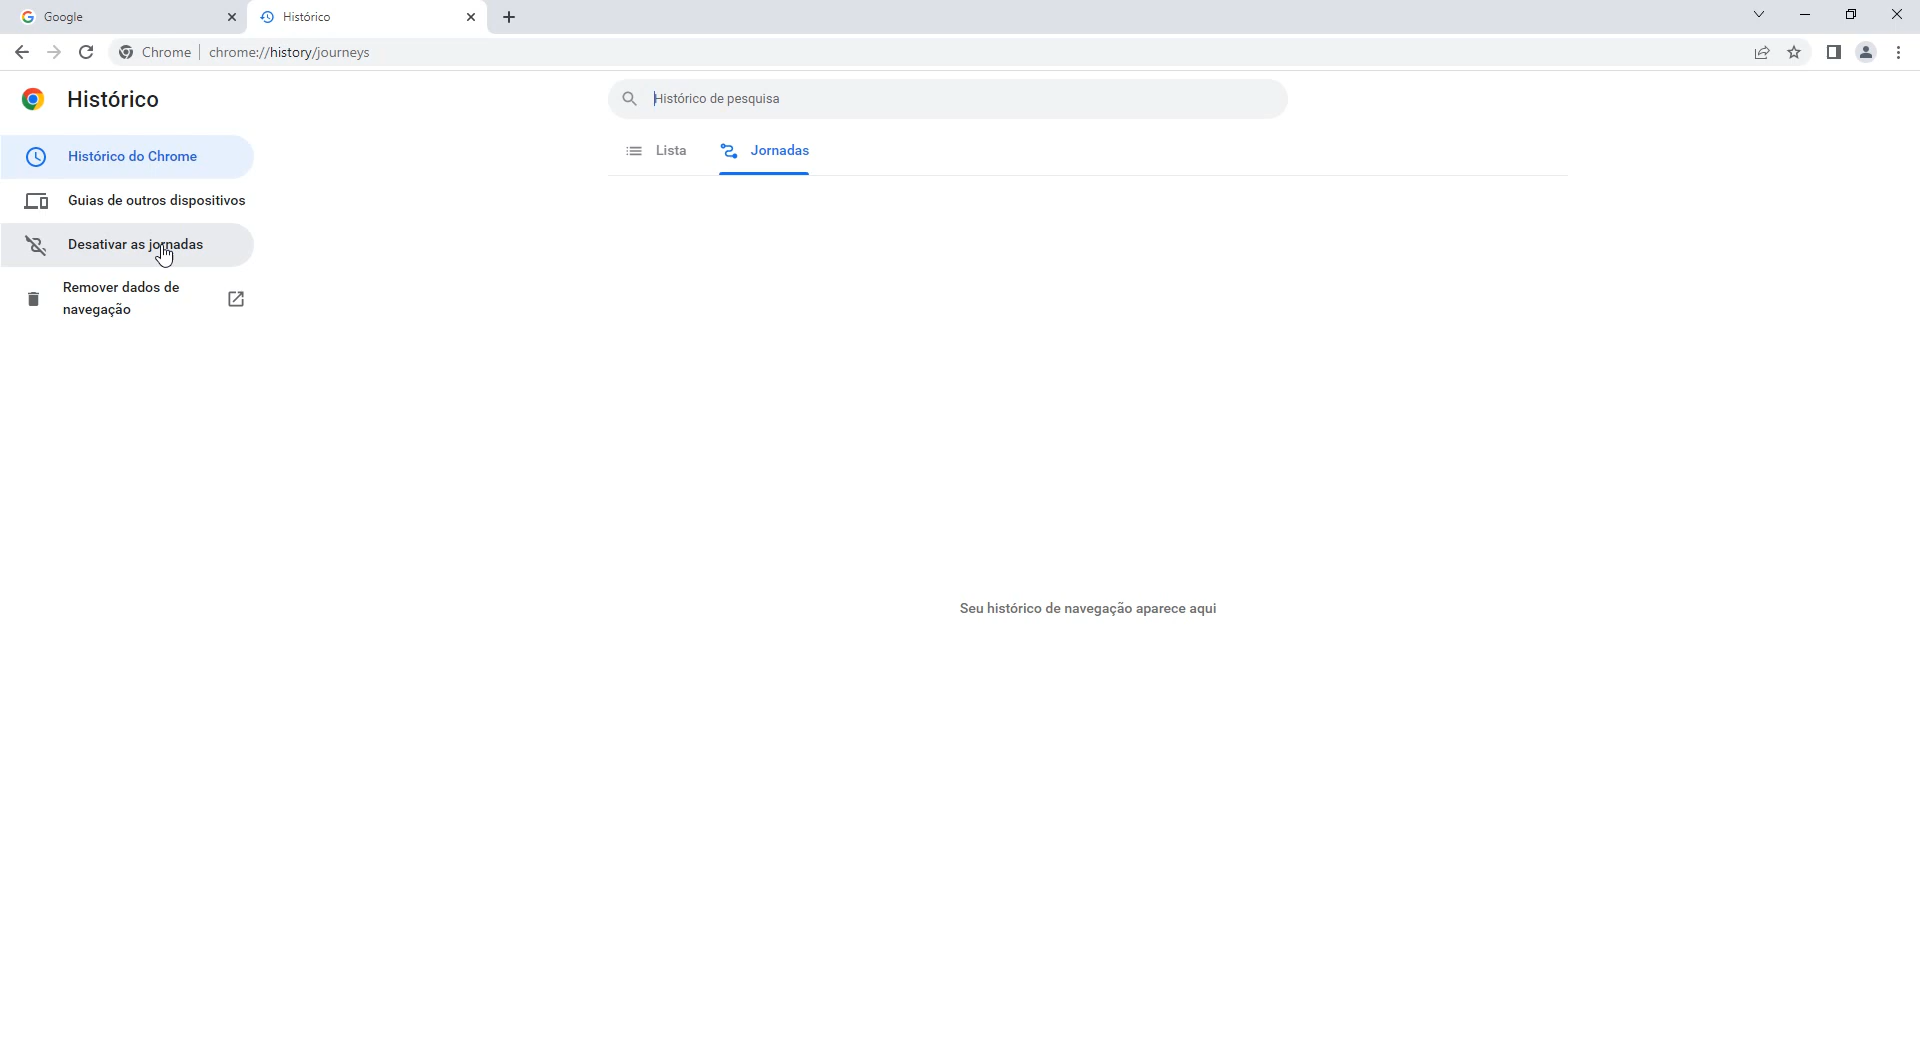 Google
Histórico
Chrome
chrome://history/journeys
Histórico
Histórico de pesquisa
Histórico do Chrome
Guias de outros dispositivos
Desativar as jornadas
Remover dados de
navegação
Lista
Jornadas
Seu histórico de navegação aparece aqui